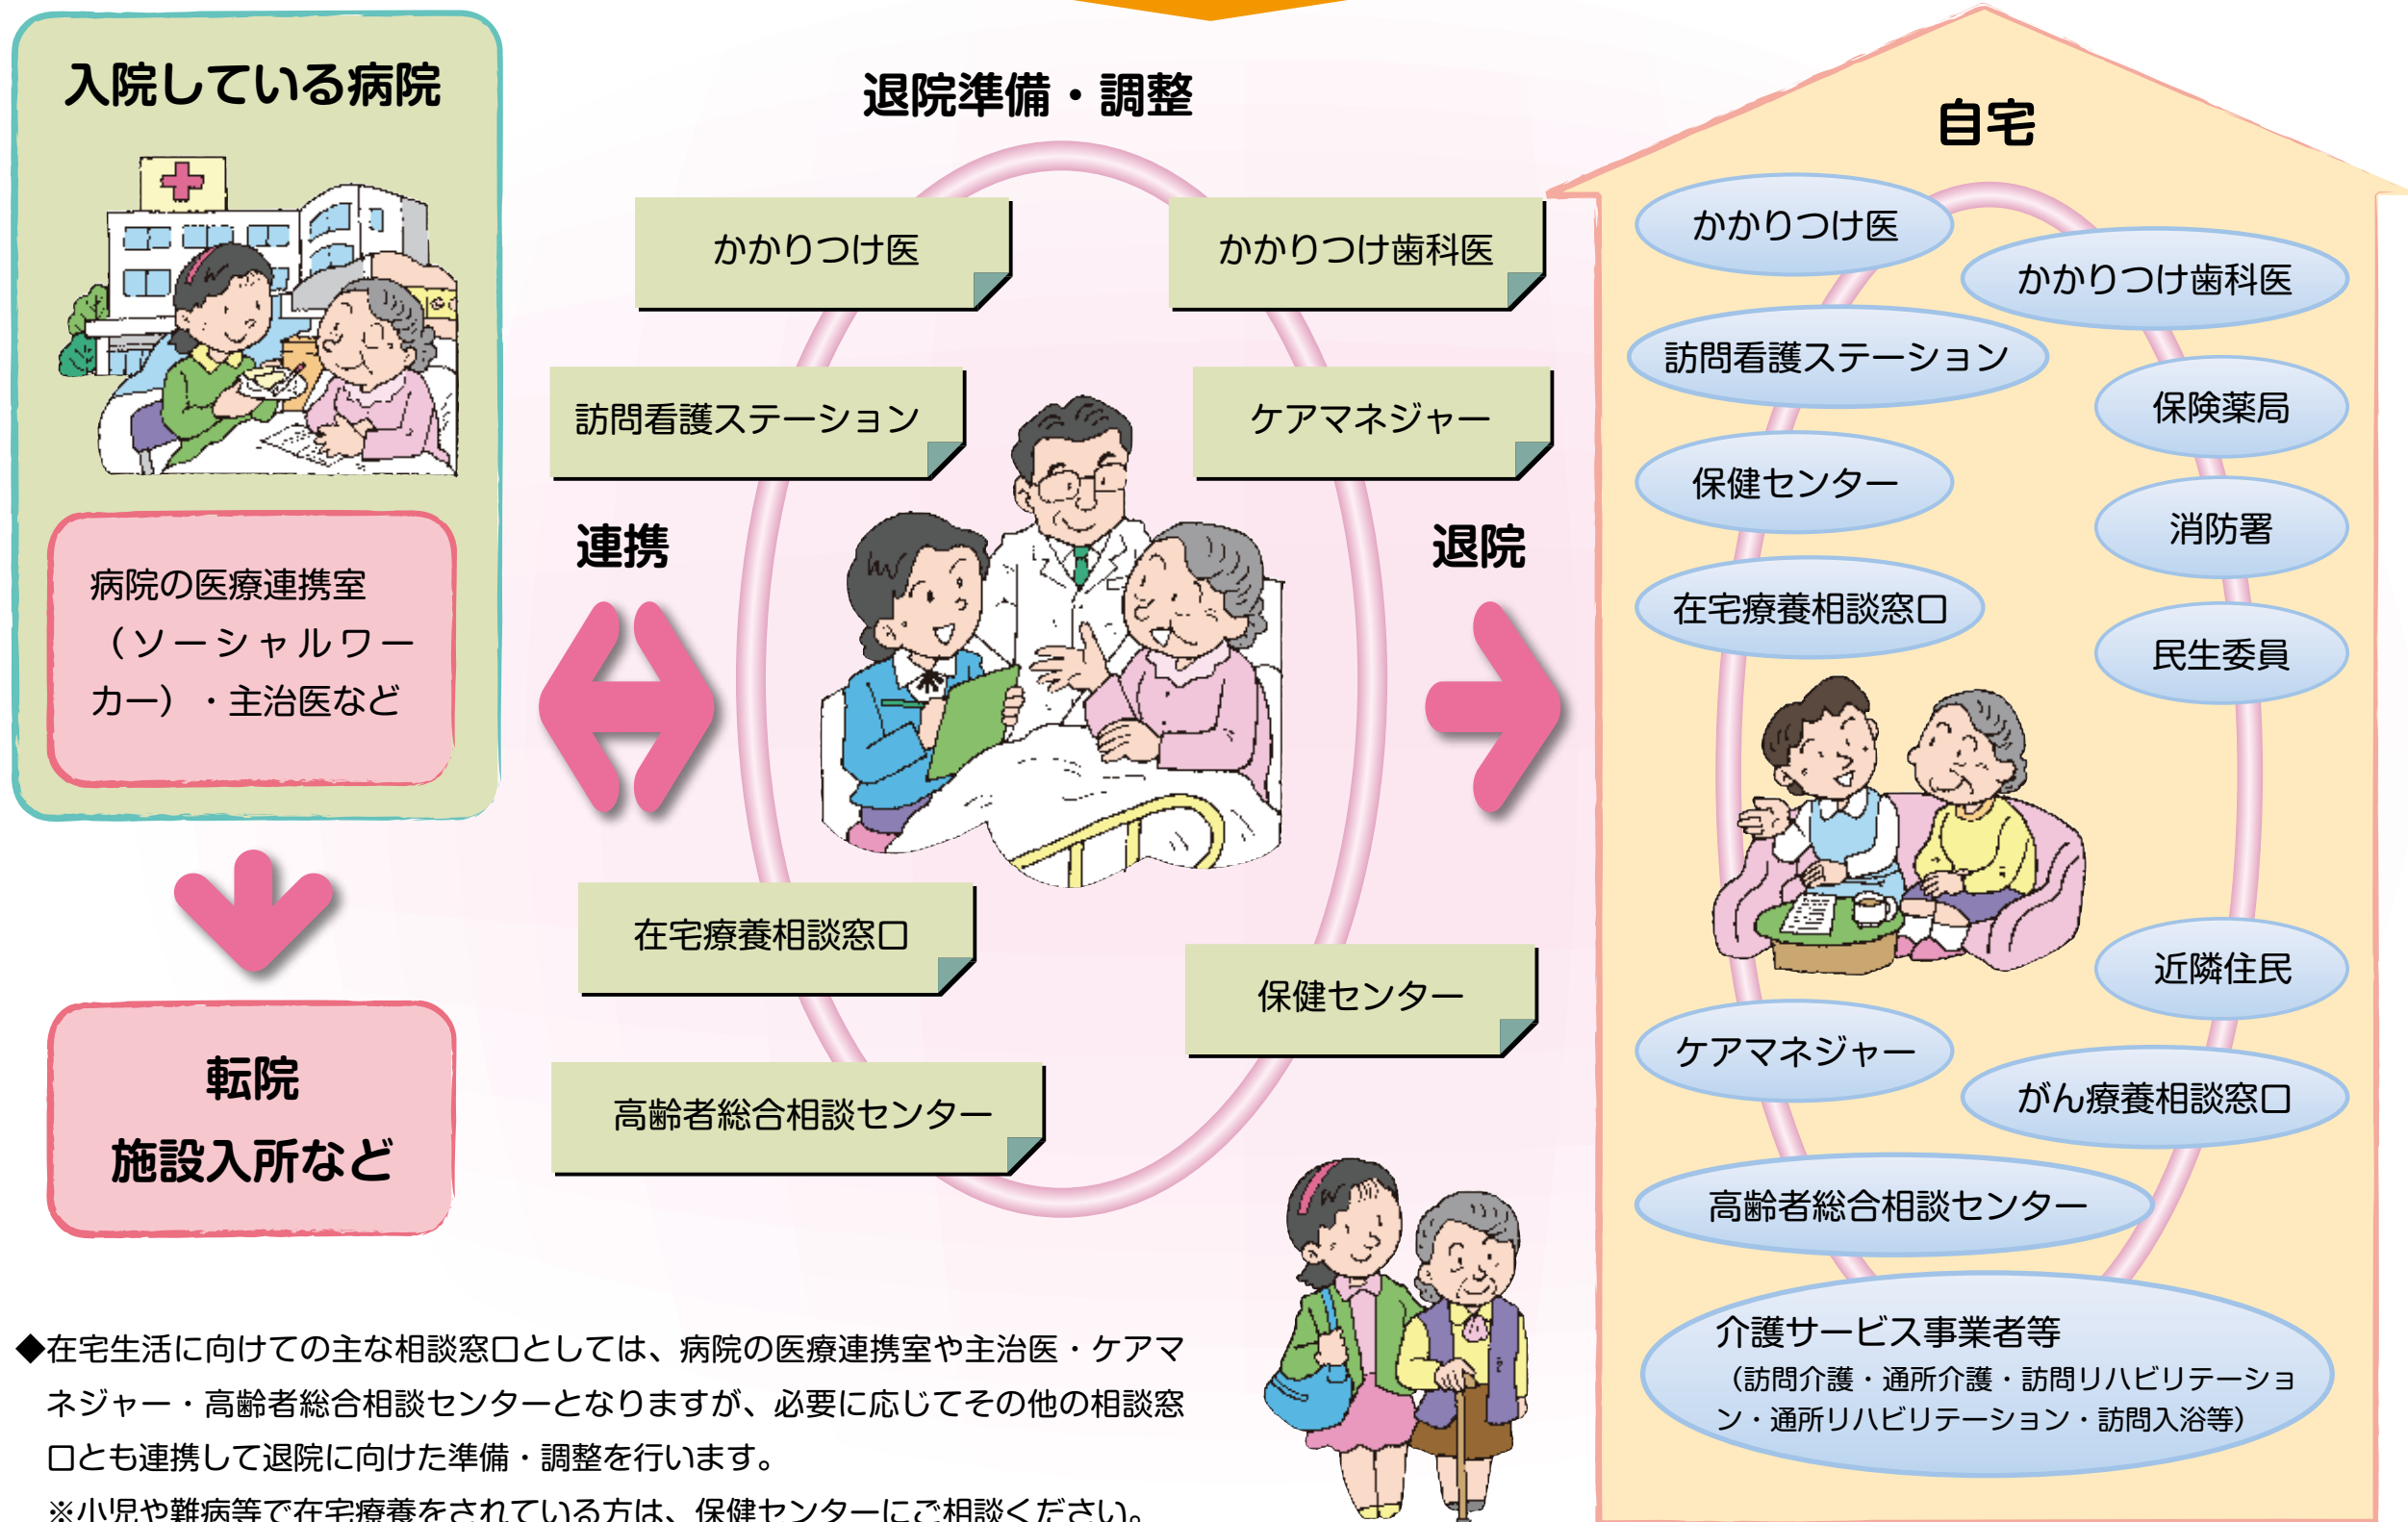 入院している病院
病院の医療連携室
（ソーシャルワー
カー）・主治医など
転院
施設入所など
退院準備・調整
かかりつけ医
かかりつけ歯科医
訪問看護ステーション
ケアマネジャー
連携
退院
在宅療養相談窓口
保健センター
高齢者総合相談センター
自宅
かかりつけ医
かかりつけ歯科医
訪問看護ステーション
保険薬局
保健センター
消防署
在宅療養相談窓口
民生委員
近隣住民
ケアマネジャー
がん療養相談窓口
高齢者総合相談センター
介護サービス事業者等
（訪問介護・通所介護・訪問リハビリテーショ
ン・通所リハビリテーション・訪問入浴等）
◆在宅生活に向けての主な相談窓口としては、病院の医療連携室や主治医・ケアマ
ネジャー・高齢者総合相談センターとなりますが、必要に応じてその他の相談窓
口とも連携して退院に向けた準備・調整を行います。
※小児や難病等で在宅療養をされている方は、保健センターにご相談ください。